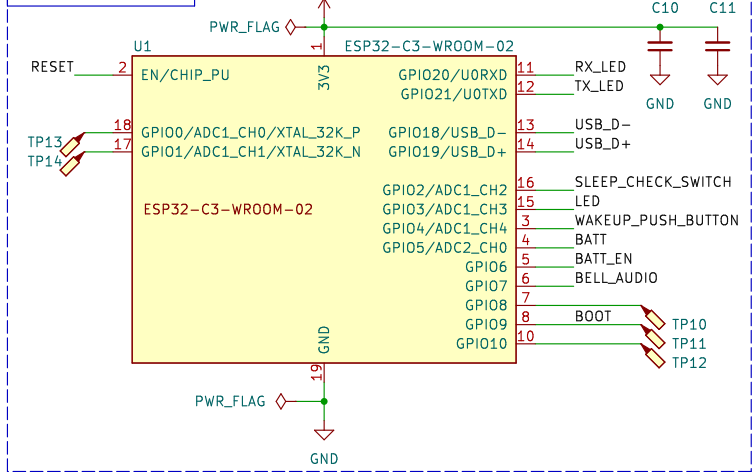 C10
C11
PWR_FLAG
U1
1
ESP32-C3-WROOM-02
RESET
2
EN/CHIP_PU
3V3
GPIO20/U0RXD
11
RX_LED
GPIO21/U0TXD
12
TX_LED
GND
GND
18
GPIO0/ADC1_CH0/XTAL_32K_P
GPIO18/USB_D-
13
USB_D-
TP13
17
GPIO1/ADC1_CH1/XTAL_32K_N
GPIO19/USB_D+
14
USB_D+
TP14
GPIO2/ADC1_CH2
16
SLEEP_CHECK_SWITCH
ESP32-C3-WROOM-02
GPIO3/ADC1_CH3
15
LED
GPIO4/ADC1_CH4
3
WAKEUP_PUSH_BUTTON
GPIO5/ADC2_CH0
4
BATT
GPIO6
5
BATT_EN
GPIO7
6
BELL_AUDIO
GPIO8
7
TP10
GPIO9
8
BOOT
TP11
GPIO10
10
TP12
GND
19
PWR_FLAG
GND